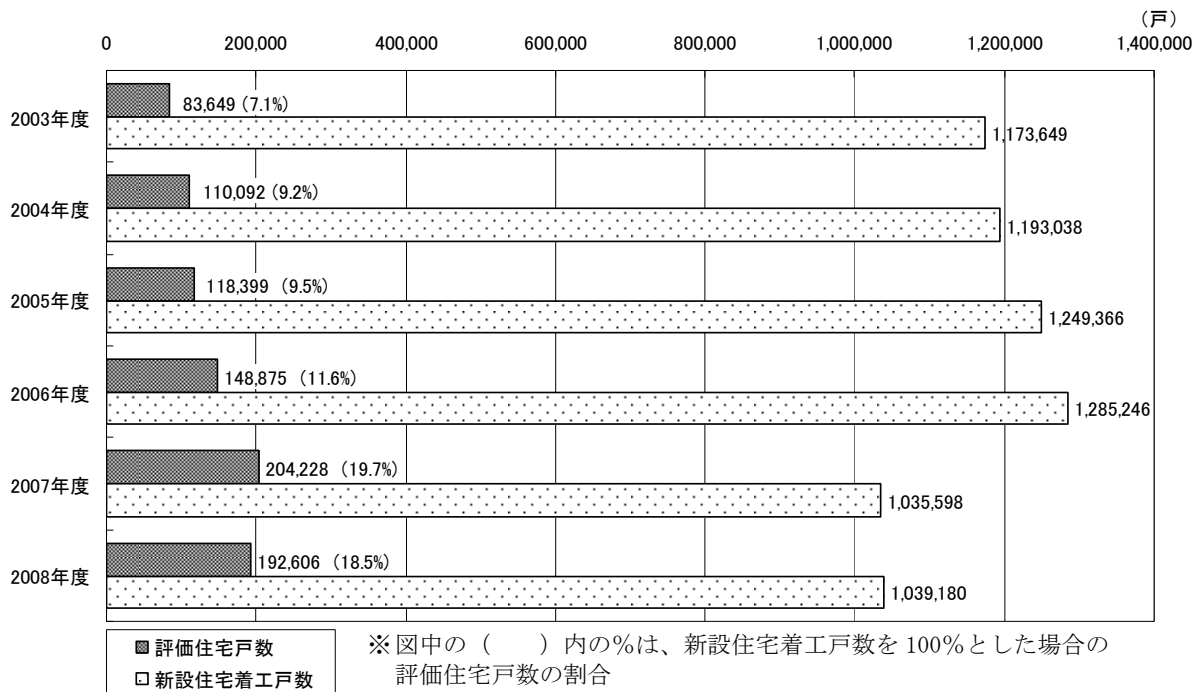 （戸）
0 200,000 400,000 600,000 800,000 1,000,000 1,200,000 1,400,000
2003年度
83,649 (7.1%)
1,173,649
2004年度
110,092 (9.2%)
1,193,038
2005年度
118,399 (9.5%)
1,249,366
2006年度
148,875 (11.6%)
1,285,246
2007年度
204,228 (19.7%)
1,035,598
2008年度
192,606 (18.5%)
1,039,180
評価住宅戸数
新設住宅着工戸数
※図中の（　）内の%は、新設住宅着工戸数を 100%とした場合の
評価住宅戸数の割合